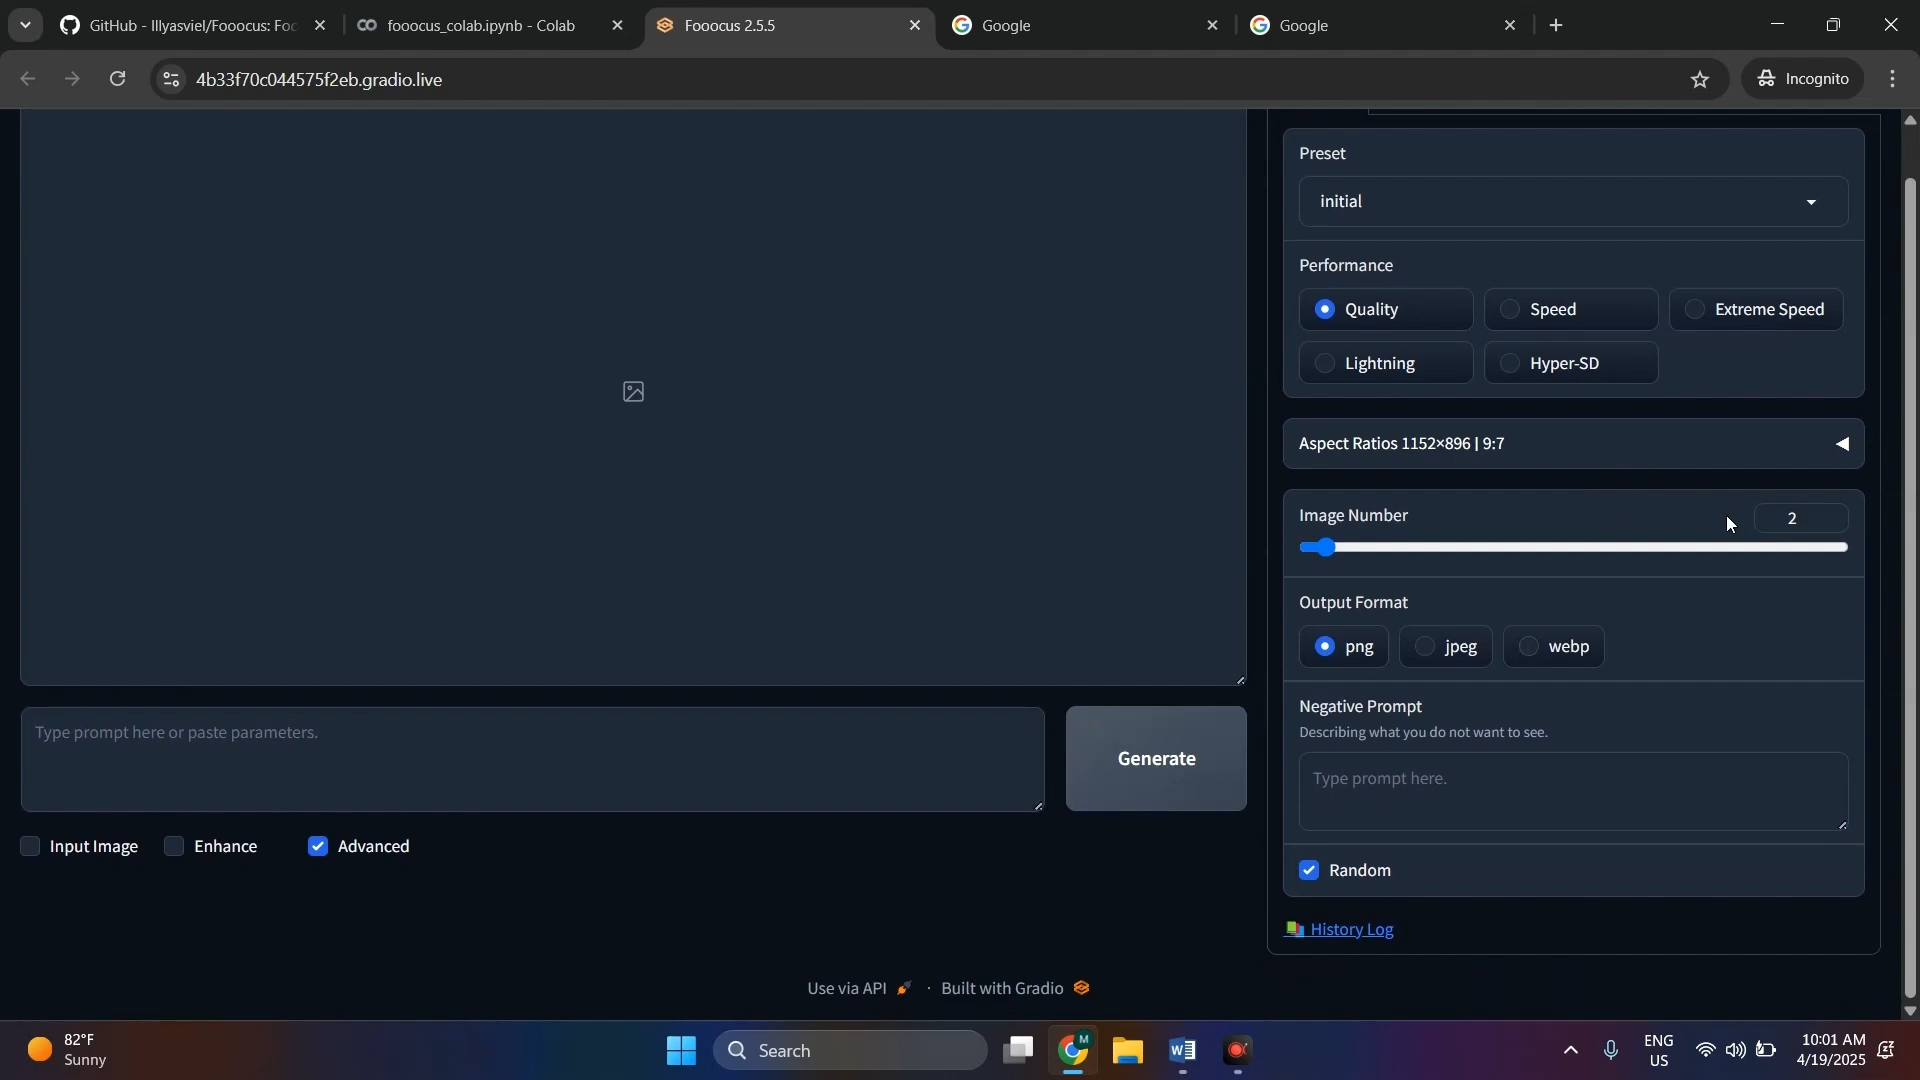 GitHub - lllyasviel/Fooocus: Foc
fooocus_colab.ipynb - Colab
Fooocus 2.5.5
Google
Google
4b33f70c044575f2eb.gradio.live
Incognito
Preset
initial
Performance
Quality
Speed
Extreme Speed
Lightning
Hyper-SD
Aspect Ratios 1152×896 | 9:7
Image Number
2
Output Format
png
jpeg
webp
Type prompt here or paste parameters.
Generate
Negative Prompt
Describing what you do not want to see.
Type prompt here.
Input Image
Enhance
Advanced
Random
History Log
Use via API
·
Built with Gradio
82°F
Sunny
Search
M
ENG
US
10:01 AM
4/19/2025